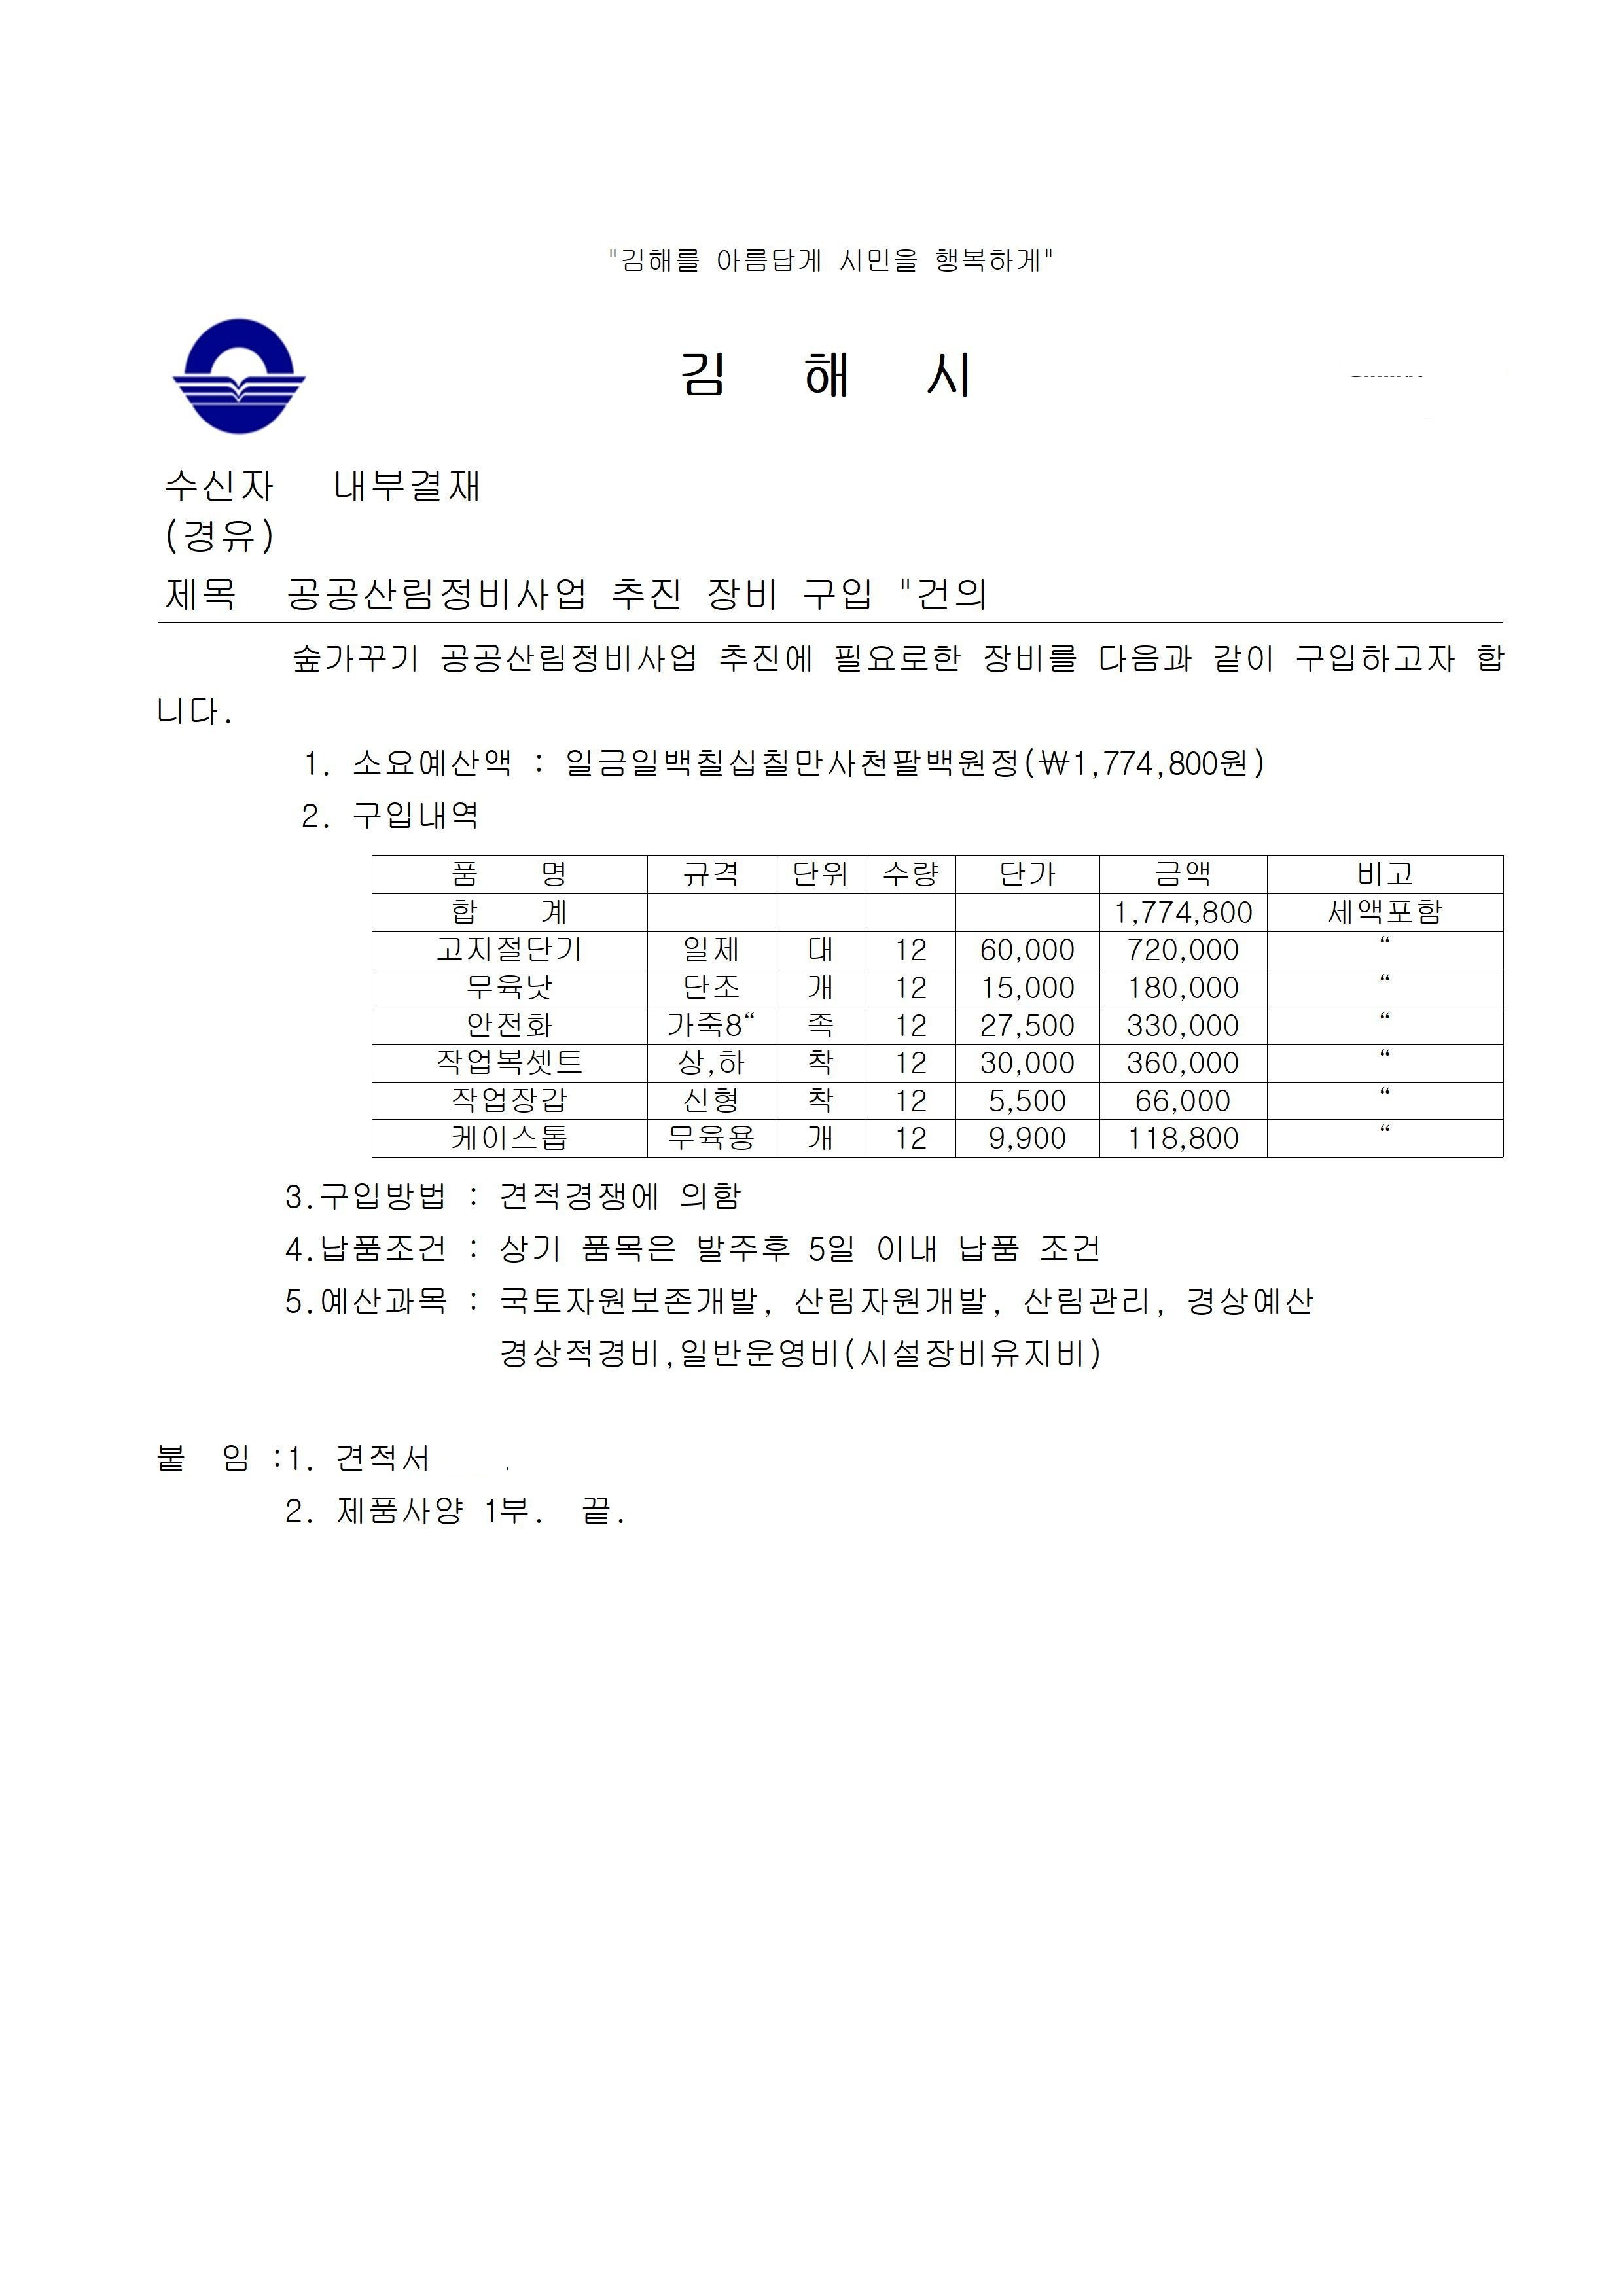 "김해를 아름답게 시민을 행복하게"
김 해 시
수신자 내부결재
(경유)
제목 공공산림정비사업 추진 장비 구입 "건의
숲가꾸기 공공산림정비사업 추진에 필요로한 장비를 다음과 같이 구입하고자 합
니다.
1. 소요예산액 : 일금일백칠십칠만사천팔백원정(₩1,774,800원)
2. 구입내역
품 명 규격 단위 수량 단가 금액 비고
합 계 1,774,800 세액포함
고지절단기 일제 대 12 60,000 720,000 “
무육낫 단조 개 12 15,000 180,000 “
안전화 가죽8“ 족 12 27,500 330,000 “
작업복셋트 상,하 착 12 30,000 360,000 “
작업장갑 신형 착 12 5,500 66,000 “
케이스톱 무육용 개 12 9,900 118,800 “
3.구입방법 : 견적경쟁에 의함
4.납품조건 : 상기 품목은 발주후 5일 이내 납품 조건
5.예산과목 : 국토자원보존개발, 산림자원개발, 산림관리, 경상예산
경상적경비,일반운영비(시설장비유지비)
붙 임 :1. 견적서
2. 제품사양 1부. 끝.